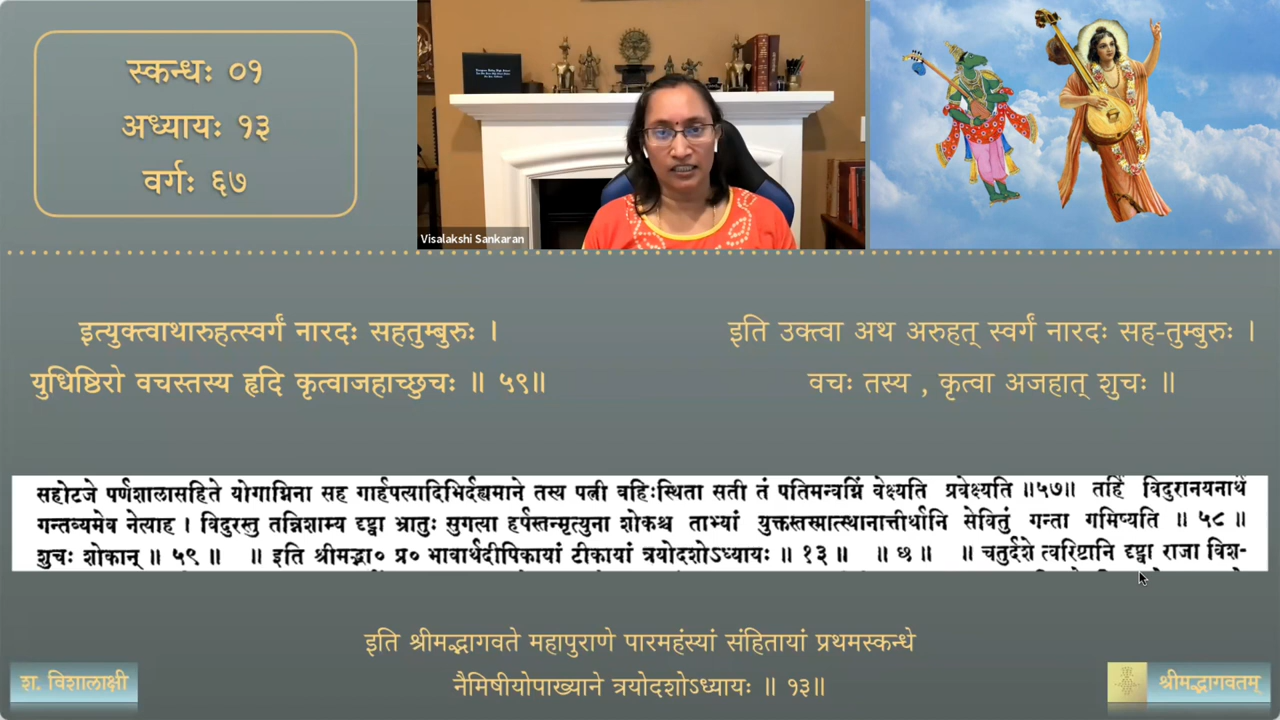 स्कन्धः ०१
अध्यायः १३
वर्गः ६७
Visalakshi Sankaran
इत्युक्त्वाथारुहत्स्वर्गं नारदः सहतुम्बुरुः ।
युधिष्ठिरो वचस्तस्य हृदि कृत्वाजहाच्छुचः ॥ ५९॥
इति उक्त्वा अथ अरुहत् स्वर्गं नारदः सह-तुम्बुरुः ।
वचः तस्य , कृत्वा अजहात् शुचः ॥
सहोटजे पर्णशालासहिते योगाग्निना सह गार्हपत्यादिभिर्दह्यमाने तस्य पत्नी बहिःस्थिता सती तं पतिमन्वग्निं वेक्ष्यति प्रवेक्ष्यति ॥५७॥ तर्हि विदुरानयनार्थं
गन्तव्यमेव नेत्याह । विदुरस्तु तन्निशाम्य दृष्ट्वा भ्रातुः सुगत्या हर्षस्तन्मृत्युना शोकश्च ताभ्यां युक्तस्तस्मात्स्थानात्तीर्थानि सेवितुं गन्ता गमिष्यति ॥ ५८ ॥
शुचः शोकान् ॥ ५९ ॥ ॥ इति श्रीमद्भा० प्र० भावार्थदीपिकायां टीकायां त्रयोदशोऽध्यायः ॥ १३ ॥ ॥ छ ॥ ॥ चतुर्दशे त्वरिष्टानि दृष्ट्वा राजा विश-
इति श्रीमद्भागवते महापुराणे पारमहंस्यां संहितायां प्रथमस्कन्धे
नैमिषीयोपाख्याने त्रयोदशोऽध्यायः ॥ १३॥
श. विशालाक्षी
श्रीमद्भागवतम्